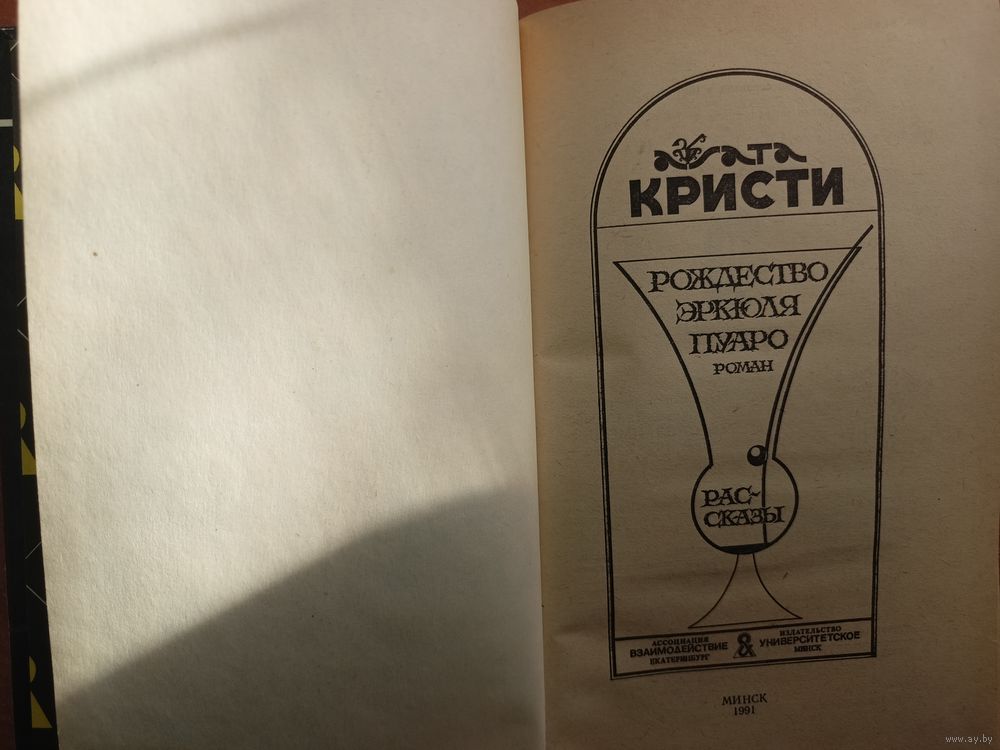 агата
КРИСТИ
РОЖДЕСТВО
ЭРКЮЛЯ
ПУАРО
РОМАН
РАС-
СКАЗЫ
АССОЦИАЦИЯ
ВЗАИМОДЕЙСТВИЕ
ЕКАТЕРИНБУРГ
&
ИЗДАТЕЛЬСТВО
УНИВЕРСИТЕТСКОЕ
МИНСК
МИНСК
1991
www.ay.by